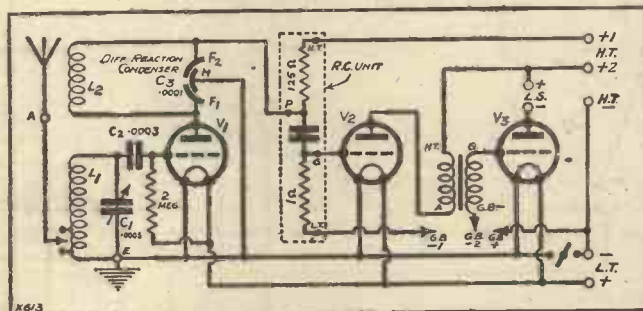 DIFF REACTION
CONDENSER
C3
.0001
F2
M
F1
L2
A
C2 .0003
V1
L1
C1
.0005
2
MEG.
E
H.T.
125 Ω
R.C. UNIT
P
G
1Ω
L.T.
V2
H.T.
A
G
G.B-
V3
+
L.S.
-
G.B.
-1
G.B.
-2
G.B.
+
+1
H.T.
+2
H.T.
-
-
L.T.
+
X613